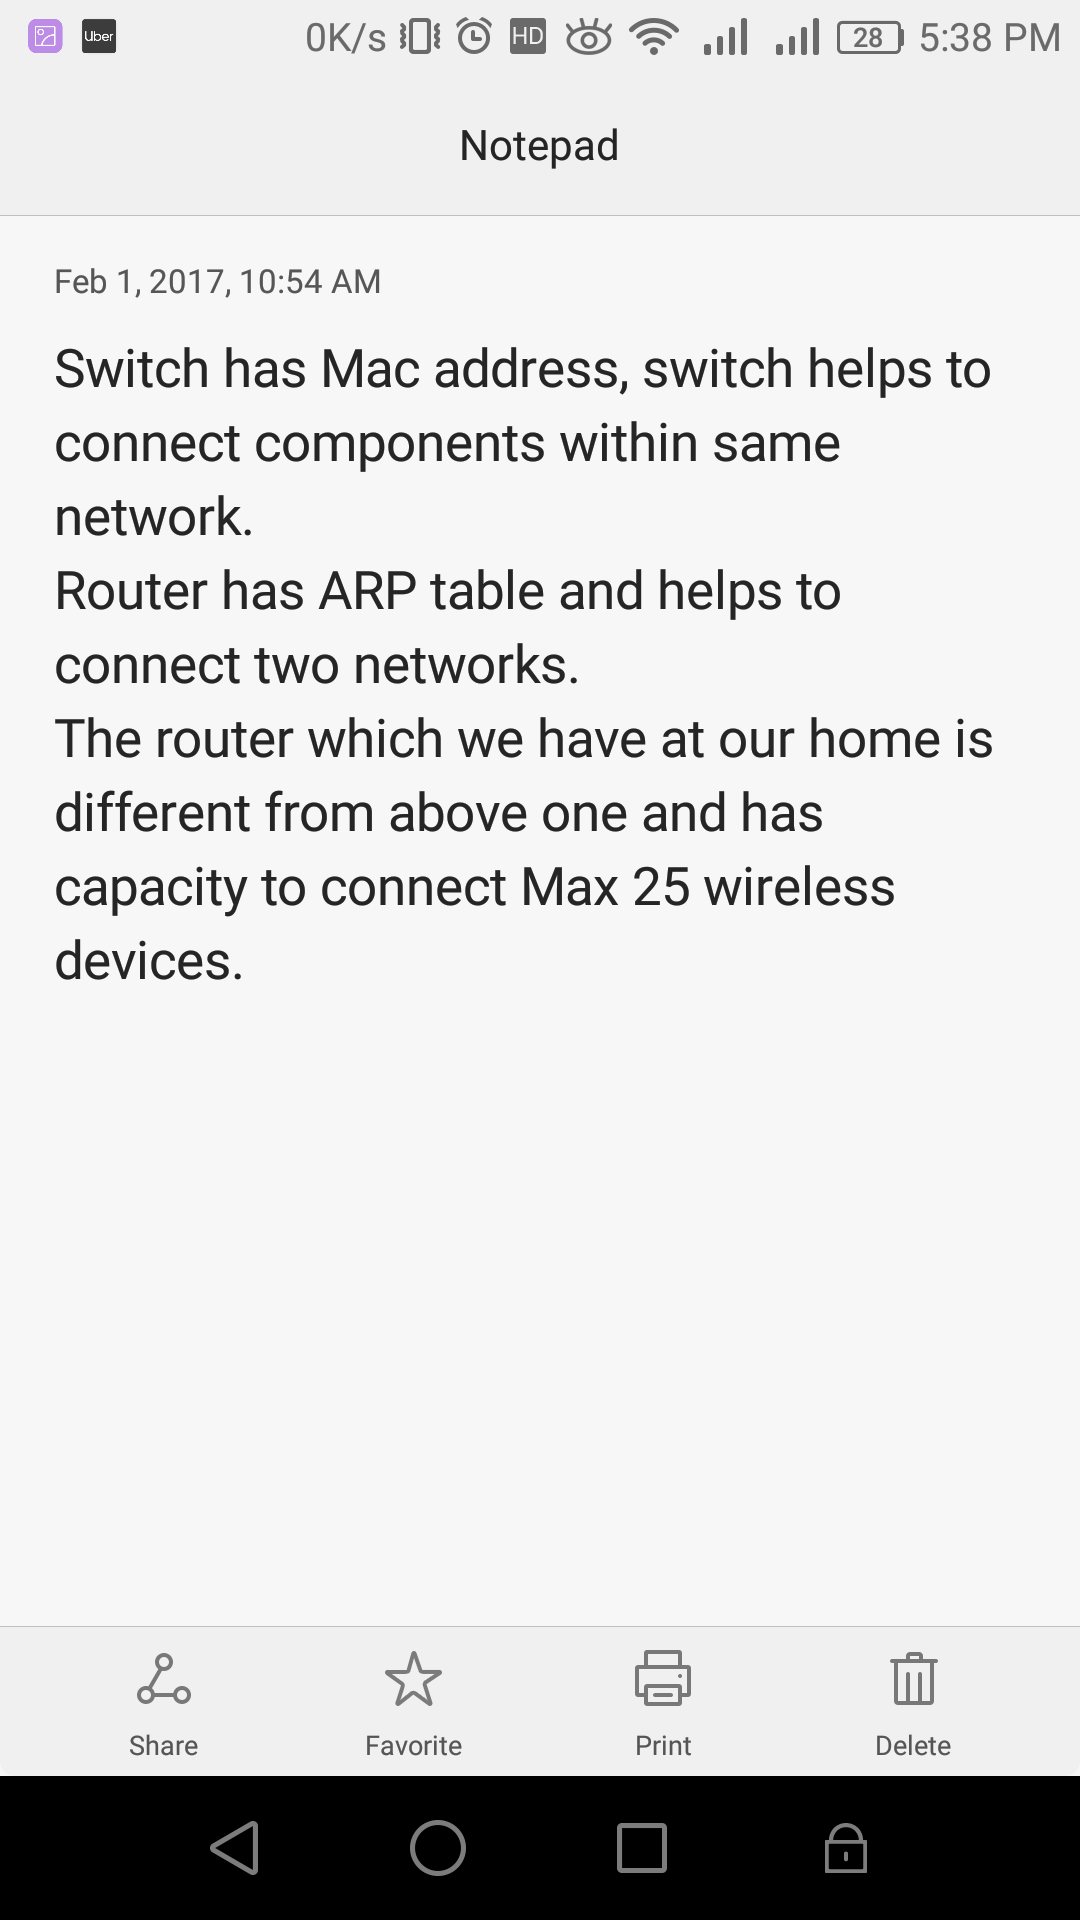 Uber 0K/s HD 28 5:38 PM
Notepad
Feb 1, 2017, 10:54 AM
Switch has Mac address, switch helps to
connect components within same
network.
Router has ARP table and helps to
connect two networks.
The router which we have at our home is
different from above one and has
capacity to connect Max 25 wireless
devices.
Share Favorite Print Delete